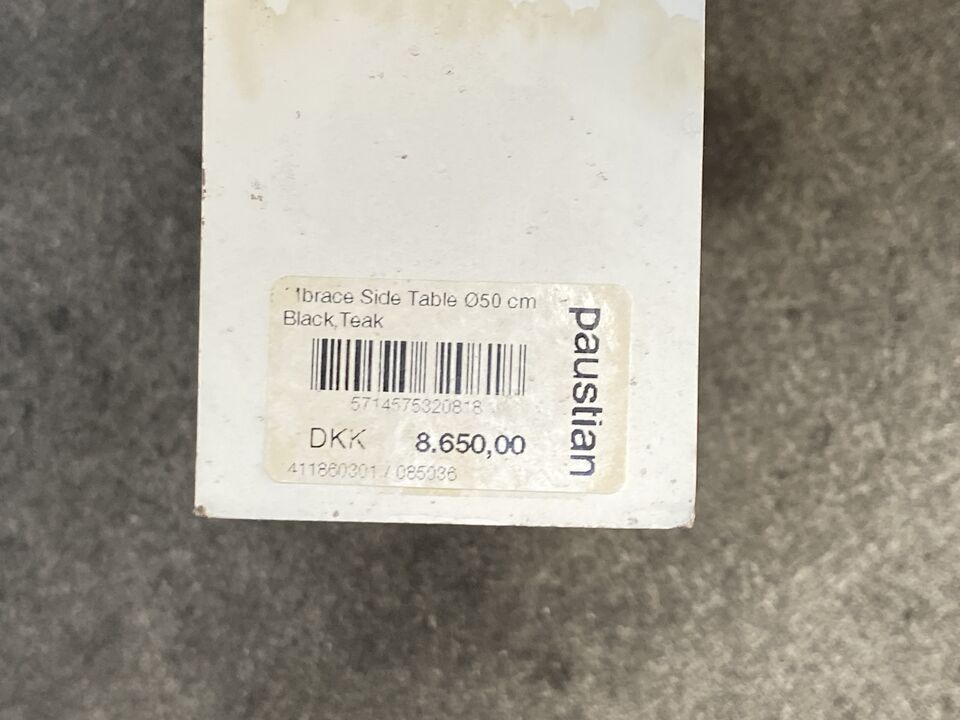 Side Table Ø50 cm
Black,Teak
5714575320818
DKK 8.650,00
411860301 / 085036
paustian